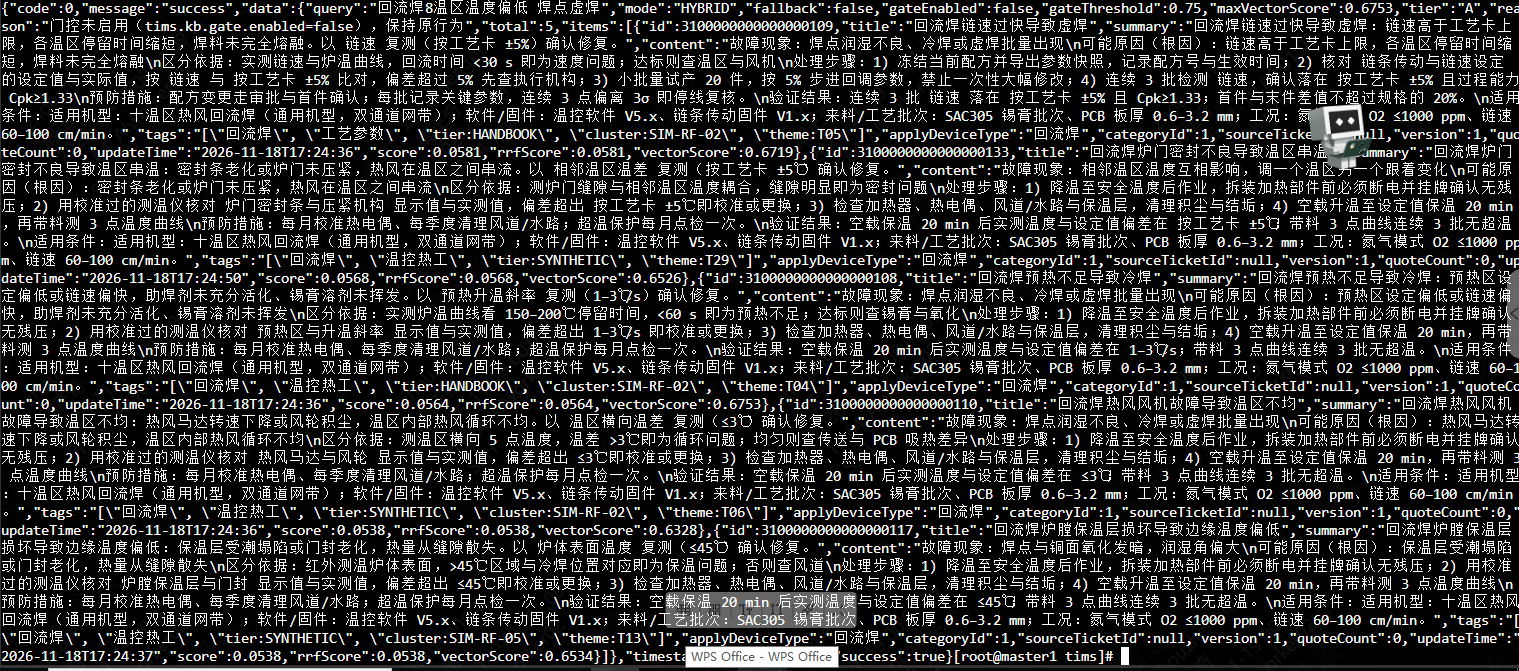 {"code":0,"message":"success","data":{"query":"回流焊8温区温度偏低 焊点虚焊","mode":"HYBRID","fallback":false,"gateEnabled":false,"gateThreshold":0.75,"maxVectorScore":0.6753,"tier":"A","rea
son":"门控未启用（tims.kb.gate.enabled=false），保持原行为","total":5,"items":[{"id":3100000000000000109,"title":"回流焊链速过快导致虚焊","summary":"回流焊链速过快导致虚焊：链速高于工艺卡上
限，各温区停留时间缩短，焊料未完全熔融。以 链速 复测（按工艺卡 ±5%）确认修复。","content":"故障现象：焊点润湿不良、冷焊或虚焊批量出现\n可能原因（根因）：链速高于工艺卡上限，各温区停留时间缩
短，焊料未完全熔融\n区分依据：实测链速与炉温曲线，回流时间 <30 s 即为速度问题；达标则查温区与风机\n处理步骤：1) 冻结当前配方并导出参数快照，记录配方号与生效时间；2) 核对 链条传动与链速设定
的设定值与实际值，按 链速 与 按工艺卡 ±5% 比对，偏差超过 5% 先查执行机构；3) 小批量试产 20 件，按 5% 步进回调参数，禁止一次性大幅修改；4) 连续 3 批检测 链速，确认落在 按工艺卡 ±5% 且过程能力
 Cpk≥1.33\n预防措施：配方变更走审批与首件确认；每批记录关键参数，连续 3 点偏离 3σ 即停线复核。\n验证结果：连续 3 批 链速 落在 按工艺卡 ±5% 且 Cpk≥1.33；首件与末件差值不超过规格的 20%。\n适用
条件：适用机型：十温区热风回流焊（通用机型，双通道网带）；软件/固件：温控软件 V5.x、链条传动固件 V1.x；来料/工艺批次：SAC305 锡膏批次、PCB 板厚 0.6–3.2 mm；工况：氮气模式 O2 ≤1000 ppm、链速
60–100 cm/min。","tags":"[\"回流焊\", \"工艺参数\", \"tier:HANDBOOK\", \"cluster:SIM-RF-02\", \"theme:T05\"]","applyDeviceType":"回流焊","categoryId":1,"sourceTicketId":null,"version":1,"quo
teCount":0,"updateTime":"2026-11-18T17:24:36","score":0.0581,"rrfScore":0.0581,"vectorScore":0.6719},{"id":3100000000000000133,"title":"回流焊炉门密封不良导致温区串温","summary":"回流焊炉门
密封不良导致温区串温：密封条老化或炉门未压紧，热风在温区之间串流。以 相邻温区温差 复测（按工艺卡 ±5℃）确认修复。","content":"故障现象：相邻温区温度互相影响，调一个温区另一个跟着变化\n可能原
因（根因）：密封条老化或炉门未压紧，热风在温区之间串流\n区分依据：测炉门缝隙与相邻温区温度耦合，缝隙明显即为密封问题\n处理步骤：1) 降温至安全温度后作业，拆装加热部件前必须断电并挂牌确认无残
压；2) 用校准过的测温仪核对 炉门密封条与压紧机构 显示值与实测值，偏差超出 按工艺卡 ±5℃即校准或更换；3) 检查加热器、热电偶、风道/水路与保温层，清理积尘与结垢；4) 空载升温至设定值保温 20 min
，再带料测 3 点温度曲线\n预防措施：每月校准热电偶、每季度清理风道/水路；超温保护每月点检一次。\n验证结果：空载保温 20 min 后实测温度与设定值偏差在 按工艺卡 ±5℃；带料 3 点曲线连续 3 批无超温
。\n适用条件：适用机型：十温区热风回流焊（通用机型，双通道网带）；软件/固件：温控软件 V5.x、链条传动固件 V1.x；来料/工艺批次：SAC305 锡膏批次、PCB 板厚 0.6–3.2 mm；工况：氮气模式 O2 ≤1000 pp
m、链速 60–100 cm/min。","tags":"[\"回流焊\", \"温控热工\", \"tier:SYNTHETIC\", \"theme:T29\"]","applyDeviceType":"回流焊","categoryId":1,"sourceTicketId":null,"version":1,"quoteCount":0,"up
dateTime":"2026-11-18T17:24:50","score":0.0568,"rrfScore":0.0568,"vectorScore":0.6526},{"id":3100000000000000108,"title":"回流焊预热不足导致冷焊","summary":"回流焊预热不足导致冷焊：预热区设
定偏低或链速偏快，助焊剂未充分活化、锡膏溶剂未挥发。以 预热升温斜率 复测（1–3℃/s）确认修复。","content":"故障现象：焊点润湿不良、冷焊或虚焊批量出现\n可能原因（根因）：预热区设定偏低或链速偏
快，助焊剂未充分活化、锡膏溶剂未挥发\n区分依据：实测炉温曲线看 150–200℃停留时间，<60 s 即为预热不足；达标则查锡膏与氧化\n处理步骤：1) 降温至安全温度后作业，拆装加热部件前必须断电并挂牌确认
无残压；2) 用校准过的测温仪核对 预热区与升温斜率 显示值与实测值，偏差超出 1–3℃/s 即校准或更换；3) 检查加热器、热电偶、风道/水路与保温层，清理积尘与结垢；4) 空载升温至设定值保温 20 min，再带
料测 3 点温度曲线\n预防措施：每月校准热电偶、每季度清理风道/水路；超温保护每月点检一次。\n验证结果：空载保温 20 min 后实测温度与设定值偏差在 1–3℃/s；带料 3 点曲线连续 3 批无超温。\n适用条件
：适用机型：十温区热风回流焊（通用机型，双通道网带）；软件/固件：温控软件 V5.x、链条传动固件 V1.x；来料/工艺批次：SAC305 锡膏批次、PCB 板厚 0.6–3.2 mm；工况：氮气模式 O2 ≤1000 ppm、链速 60–1
00 cm/min。","tags":"[\"回流焊\", \"温控热工\", \"tier:HANDBOOK\", \"cluster:SIM-RF-02\", \"theme:T04\"]","applyDeviceType":"回流焊","categoryId":1,"sourceTicketId":null,"version":1,"quoteC
ount":0,"updateTime":"2026-11-18T17:24:36","score":0.0564,"rrfScore":0.0564,"vectorScore":0.6753},{"id":3100000000000000110,"title":"回流焊热风风机故障导致温区不均","summary":"回流焊热风风机
故障导致温区不均：热风马达转速下降或风轮积尘，温区内部热风循环不均。以 温区横向温差 复测（≤3℃）确认修复。","content":"故障现象：焊点润湿不良、冷焊或虚焊批量出现\n可能原因（根因）：热风马达转
速下降或风轮积尘，温区内部热风循环不均\n区分依据：测温区横向 5 点温度，温差 >3℃即为循环问题；均匀则查传送与 PCB 吸热差异\n处理步骤：1) 降温至安全温度后作业，拆装加热部件前必须断电并挂牌确认
无残压；2) 用校准过的测温仪核对 热风马达与风轮 显示值与实测值，偏差超出 ≤3℃即校准或更换；3) 检查加热器、热电偶、风道/水路与保温层，清理积尘与结垢；4) 空载升温至设定值保温 20 min，再带料测 3
 点温度曲线\n预防措施：每月校准热电偶、每季度清理风道/水路；超温保护每月点检一次。\n验证结果：空载保温 20 min 后实测温度与设定值偏差在 ≤3℃；带料 3 点曲线连续 3 批无超温。\n适用条件：适用机型
：十温区热风回流焊（通用机型，双通道网带）；软件/固件：温控软件 V5.x、链条传动固件 V1.x；来料/工艺批次：SAC305 锡膏批次、PCB 板厚 0.6–3.2 mm；工况：氮气模式 O2 ≤1000 ppm、链速 60–100 cm/min
。","tags":"[\"回流焊\", \"温控热工\", \"tier:SYNTHETIC\", \"cluster:SIM-RF-02\", \"theme:T06\"]","applyDeviceType":"回流焊","categoryId":1,"sourceTicketId":null,"version":1,"quoteCount":0,"
updateTime":"2026-11-18T17:24:36","score":0.0538,"rrfScore":0.0538,"vectorScore":0.6328},{"id":3100000000000000117,"title":"回流焊炉膛保温层损坏导致边缘温度偏低","summary":"回流焊炉膛保温层
损坏导致边缘温度偏低：保温层受潮塌陷或门封老化，热量从缝隙散失。以 炉体表面温度 复测（≤45℃）确认修复。","content":"故障现象：焊点与铜面氧化发暗，润湿角偏大\n可能原因（根因）：保温层受潮塌陷
或门封老化，热量从缝隙散失\n区分依据：红外测温炉体表面，>45℃区域与冷焊位置对应即为保温问题；否则查风道\n处理步骤：1) 降温至安全温度后作业，拆装加热部件前必须断电并挂牌确认无残压；2) 用校准
过的测温仪核对 炉膛保温层与门封 显示值与实测值，偏差超出 ≤45℃即校准或更换；3) 检查加热器、热电偶、风道/水路与保温层，清理积尘与结垢；4) 空载升温至设定值保温 20 min，再带料测 3 点温度曲线\n
预防措施：每月校准热电偶、每季度清理风道/水路；超温保护每月点检一次。\n验证结果：空载保温 20 min 后实测温度与设定值偏差在 ≤45℃；带料 3 点曲线连续 3 批无超温。\n适用条件：适用机型：十温区热风
回流焊（通用机型，双通道网带）；软件/固件：温控软件 V5.x、链条传动固件 V1.x；来料/工艺批次：SAC305 锡膏批次、PCB 板厚 0.6–3.2 mm；工况：氮气模式 O2 ≤1000 ppm、链速 60–100 cm/min。","tags":"[
\"回流焊\", \"温控热工\", \"tier:SYNTHETIC\", \"cluster:SIM-RF-05\", \"theme:T13\"]","applyDeviceType":"回流焊","categoryId":1,"sourceTicketId":null,"version":1,"quoteCount":0,"updateTime":"
2026-11-18T17:24:37","score":0.0538,"rrfScore":0.0538,"vectorScore":0.6534}]},"timest
WPS Office - WPS Office
success":true}[root@master1 tims]#